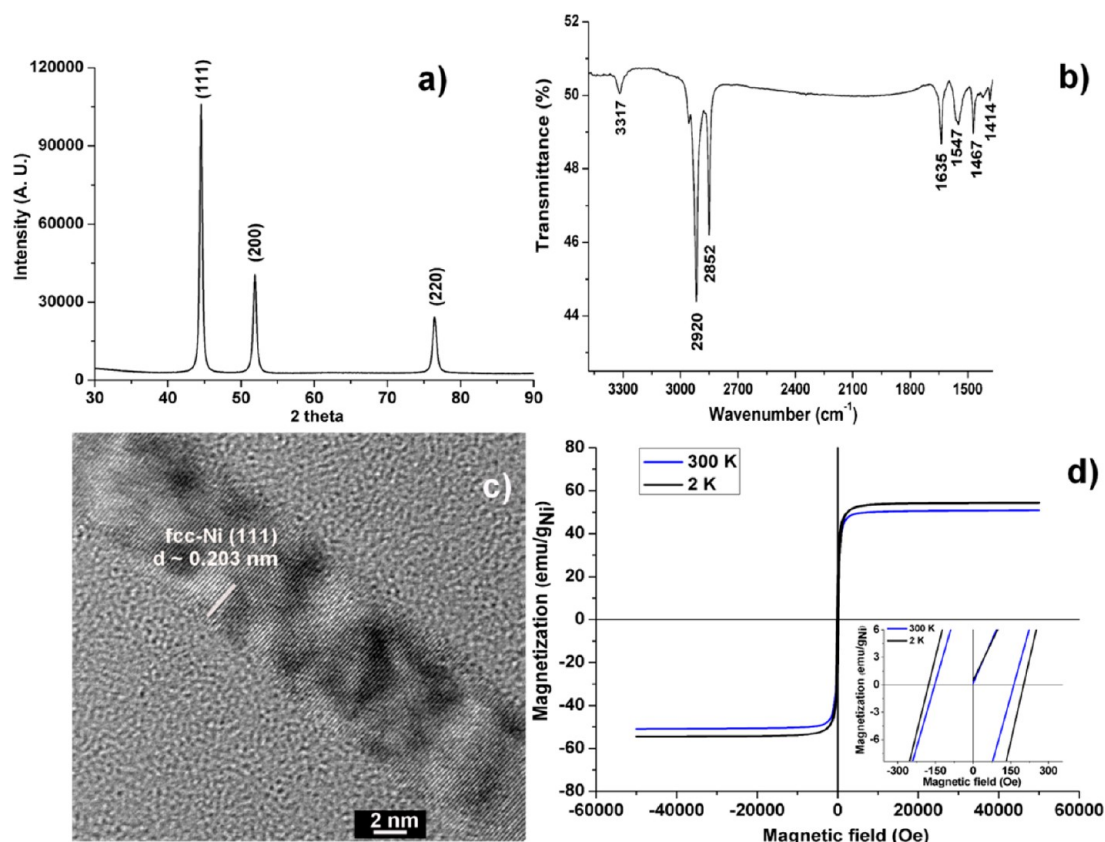 a)
(111)
(200)
(220)
Intensity (A. U.)
120000
90000
60000
30000
0
30 40 50 60 70 80 90
2 theta
b)
Transmittance (%)
52
50
48
46
44
3317
2920
2852
1635
1547
1467
1414
3300 3000 2700 2400 2100 1800 1500
Wavenumber (cm-1)
c)
fcc-Ni (111)
d ~ 0.203 nm
2 nm
d)
300 K
2 K
Magnetization (emu/gNi)
80
60
40
20
0
-20
-40
-60
-80
-60000 -40000 -20000 0 20000 40000 60000
Magnetic field (Oe)
300 K
2 K
Magnetization (emu/gNi)
6
3
0
-3
-6
-300 -150 0 150 300
Magnetic field (Oe)